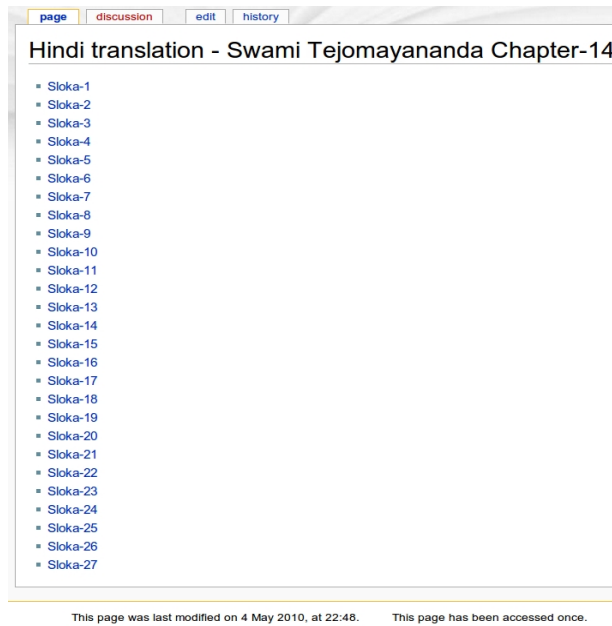 page discussion edit history
Hindi translation - Swami Tejomayananda Chapter-14
Sloka-1
Sloka-2
Sloka-3
Sloka-4
Sloka-5
Sloka-6
Sloka-7
Sloka-8
Sloka-9
Sloka-10
Sloka-11
Sloka-12
Sloka-13
Sloka-14
Sloka-15
Sloka-16
Sloka-17
Sloka-18
Sloka-19
Sloka-20
Sloka-21
Sloka-22
Sloka-23
Sloka-24
Sloka-25
Sloka-26
Sloka-27
This page was last modified on 4 May 2010, at 22:48. This page has been accessed once.